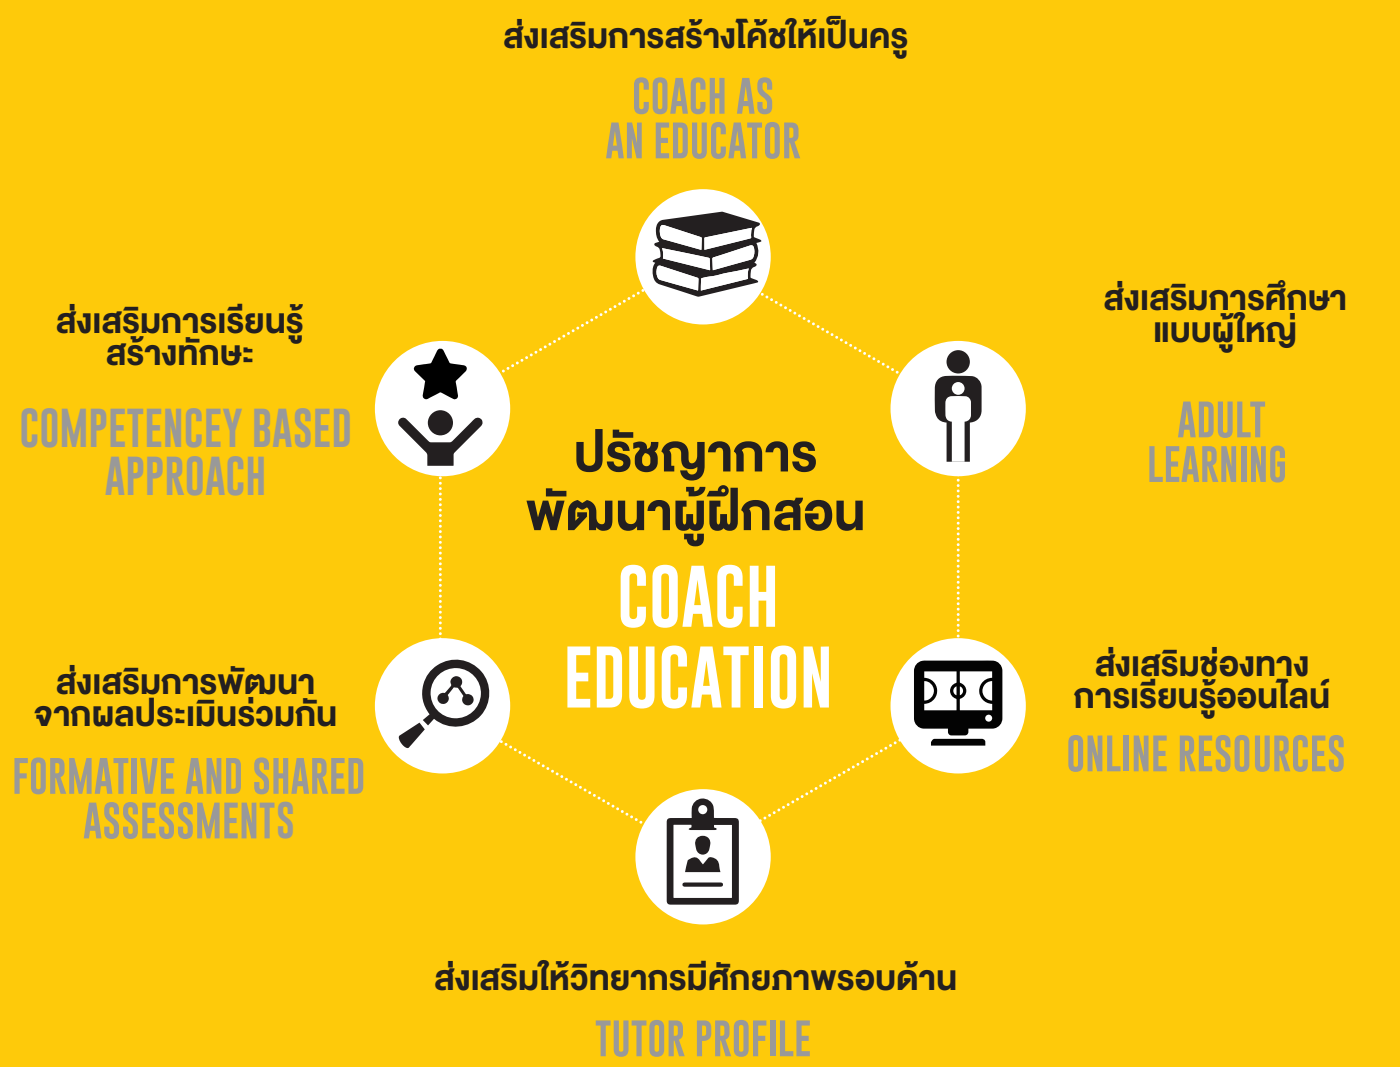 ส่งเสริมการสร้างโค้ชให้เป็นครู
COACH AS
AN EDUCATOR
ส่งเสริมการเรียนรู้
สร้างทักษะ
COMPETENCEY BASED
APPROACH
ส่งเสริมการศึกษา
แบบผู้ใหญ่
ADULT
LEARNING
ปรัชญาการ
พัฒนาผู้ฝึกสอน
COACH
EDUCATION
ส่งเสริมการพัฒนา
จากผลประเมินร่วมกัน
FORMATIVE AND SHARED
ASSESSMENTS
ส่งเสริมช่องทาง
การเรียนรู้ออนไลน์
ONLINE RESOURCES
ส่งเสริมให้วิทยากรมีศักยภาพรอบด้าน
TUTOR PROFILE